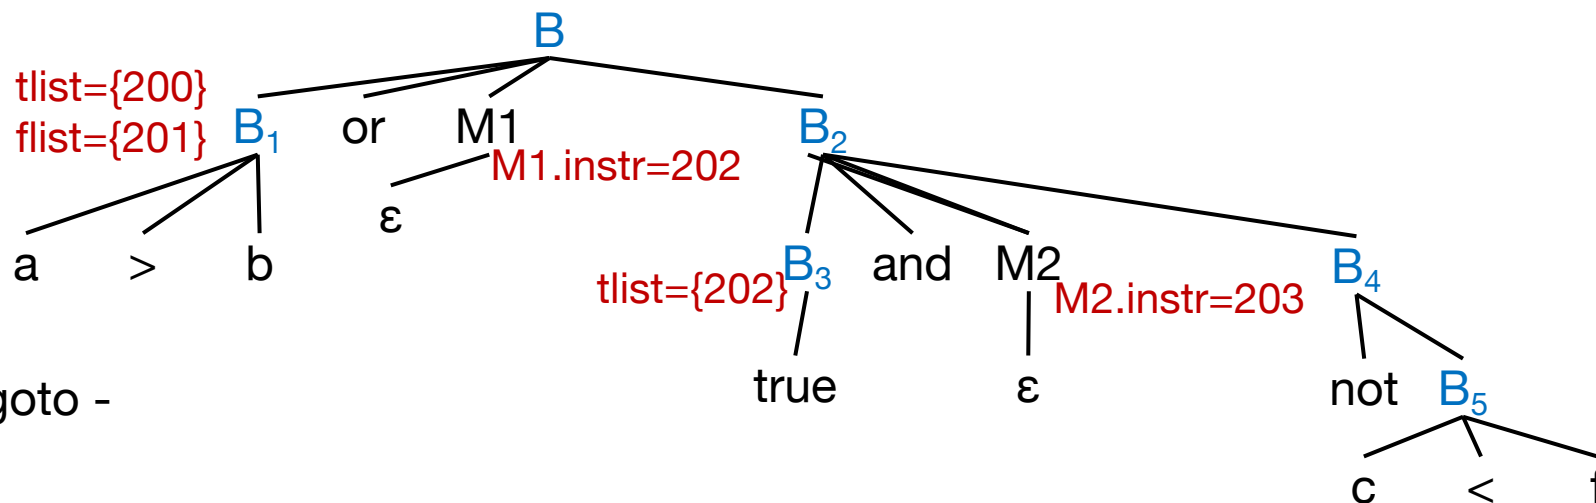 B
tlist={200}
flist={201}
B₁ or M1 B₂
M1.instr=202
ε
a > b
B₃ and M2 B₄
tlist={202}
M2.instr=203
true ε not B₅
goto -
c <